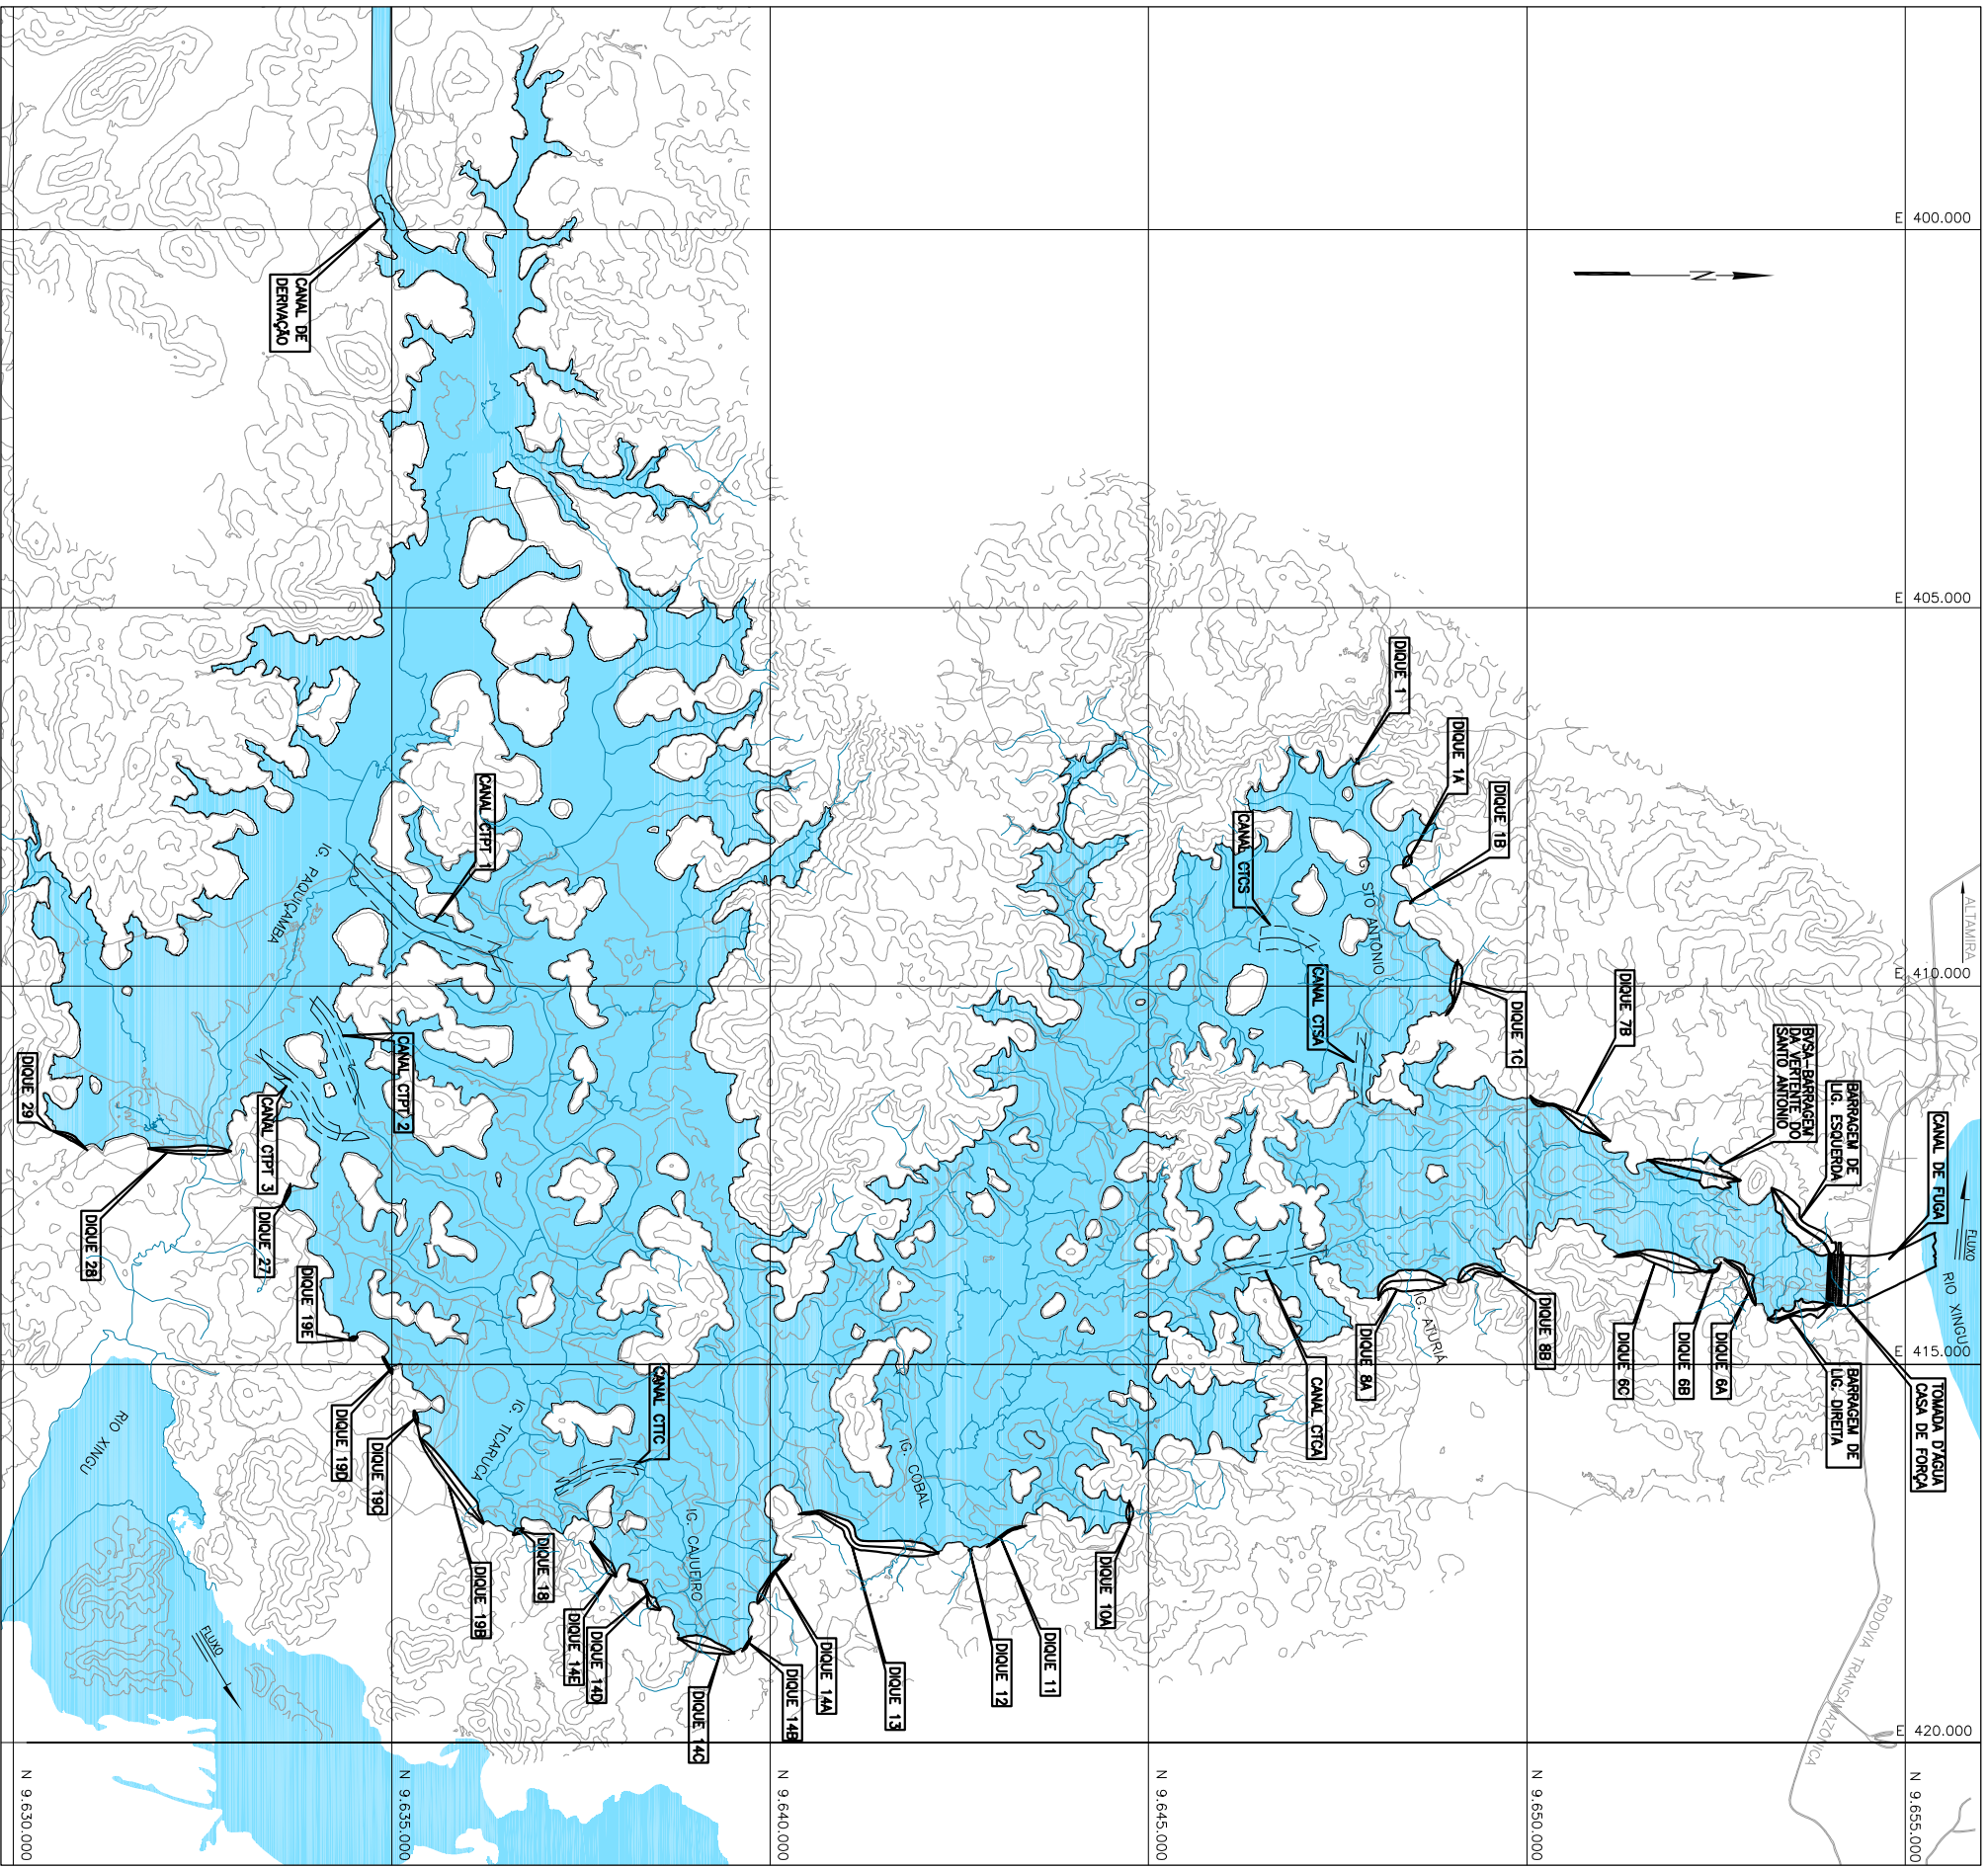 E 400.000
E 405.000
E 410.000
E 415.000
E 420.000
N 9.630.000
N 9.635.000
N 9.640.000
N 9.645.000
N 9.650.000
N 9.655.000
N
CANAL DE
DERIVAÇÃO
DIQUE 1
DIQUE 1A
DIQUE 1B
DIQUE 1C
CANAL CTCS
CANAL CTSA
IG. STO ANTONIO
DIQUE 7B
BVSA-BARRAGEM
DA VERTENTE DO
SANTO ANTONIO
BARRAGEM DE
LIG. ESQUERDA
CANAL DE FUGA
ALTAMIRA
FLUXO
RIO XINGU
TOMADA D'ÁGUA
CASA DE FORÇA
BARRAGEM DE
LIG. DIREITA
DIQUE 6A
DIQUE 6B
DIQUE 6C
DIQUE 8B
DIQUE 8A
IG. ATURIÁ
CANAL CTCA
RODOVIA TRANSAMAZONICA
CANAL CTPT 1
IG. PAQUIÇAMBA
CANAL CTPT 2
CANAL CTPT 3
DIQUE 29
DIQUE 28
DIQUE 27
DIQUE 19E
DIQUE 19D
DIQUE 19C
DIQUE 19B
DIQUE 18
IG. TICARUCA
CANAL CTTC
IG. CAJUEIRO
IG. COBAL
DIQUE 14E
DIQUE 14D
DIQUE 14C
DIQUE 14B
DIQUE 14A
DIQUE 13
DIQUE 12
DIQUE 11
DIQUE 10A
RIO XINGU
FLUXO